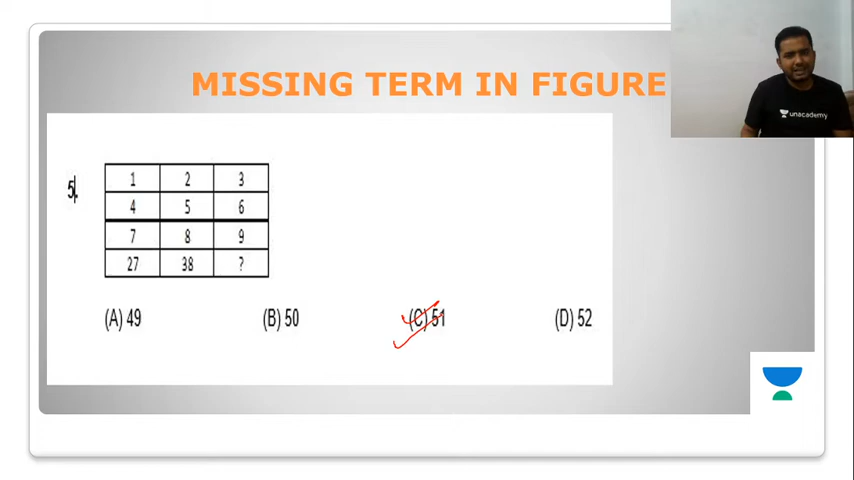 MISSING TERM IN FIGURE
unacademy
5.
1 2 3
4 5 6
7 8 9
27 38 ?
(A) 49 (B) 50 (C) 51 (D) 52